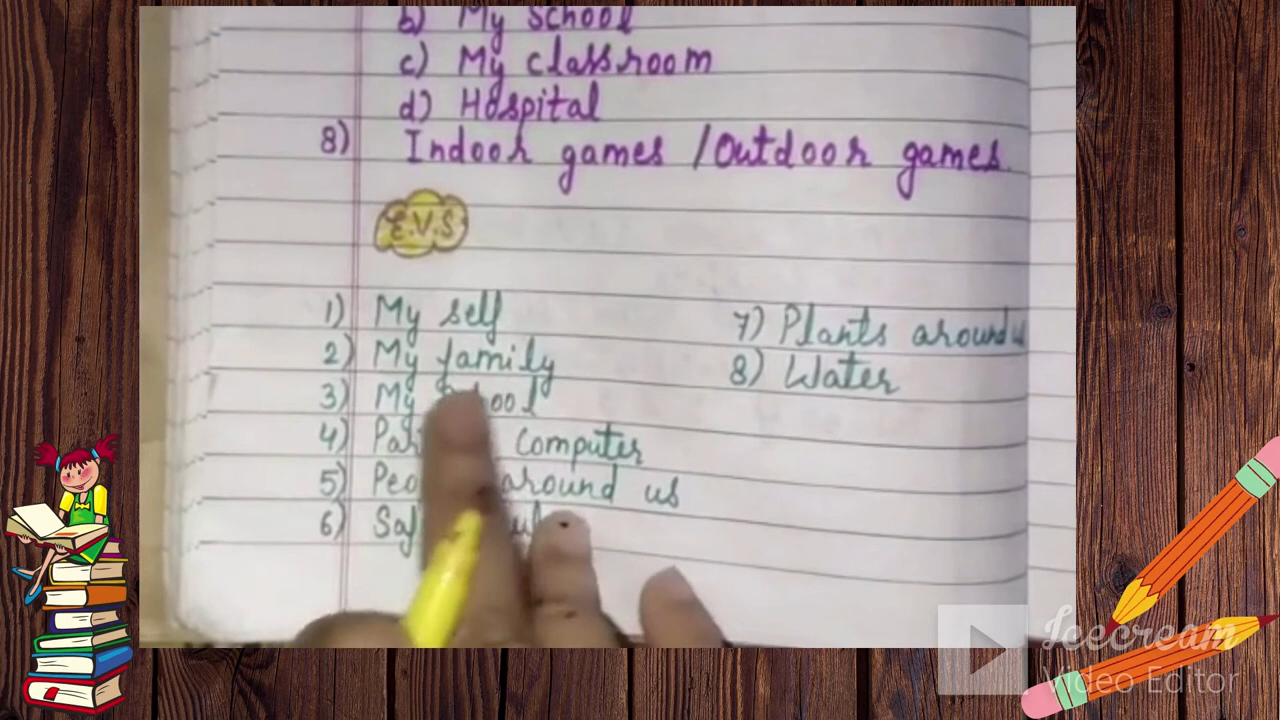 b) My school
c) My classroom
d) Hospital
8) Indoor games / Outdoor games.
E.V.S
1) My self
2) My family
3) My
4) computer
5) around us
6)
7) Plants around us
8) Water
Icecream
Video Editor